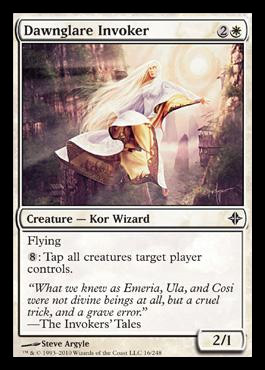 Dawnglare Invoker 2
Creature — Kor Wizard
Flying
8: Tap all creatures target player
controls.
"What we knew as Emeria, Ula, and Cosi
were not divine beings at all, but a cruel
trick, and a grave error."
—The Invokers' Tales
Steve Argyle
2/1
™ & © 1993–2010 Wizards of the Coast LLC 16/248